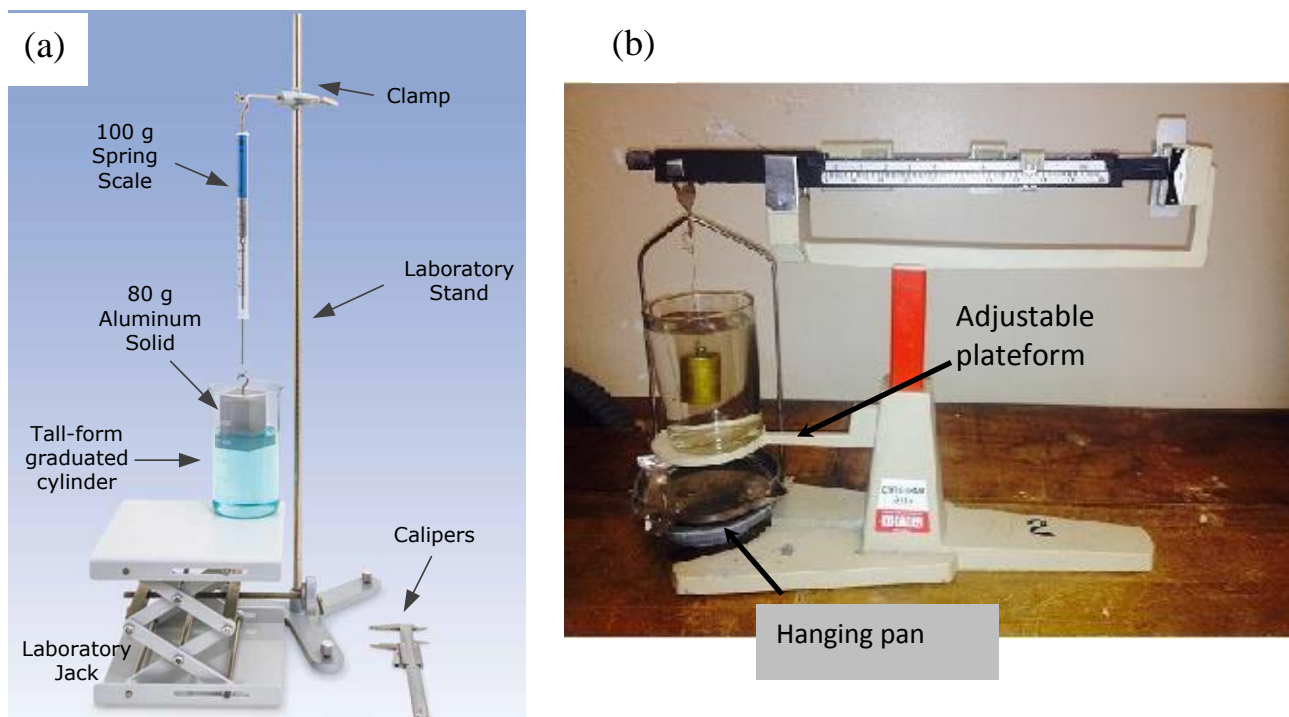 (a)
Clamp
100 g
Spring
Scale
Laboratory
Stand
80 g
Aluminum
Solid
Tall-form
graduated
cylinder
Calipers
Laboratory
Jack
(b)
Adjustable
plateform
OHAUS
Hanging pan